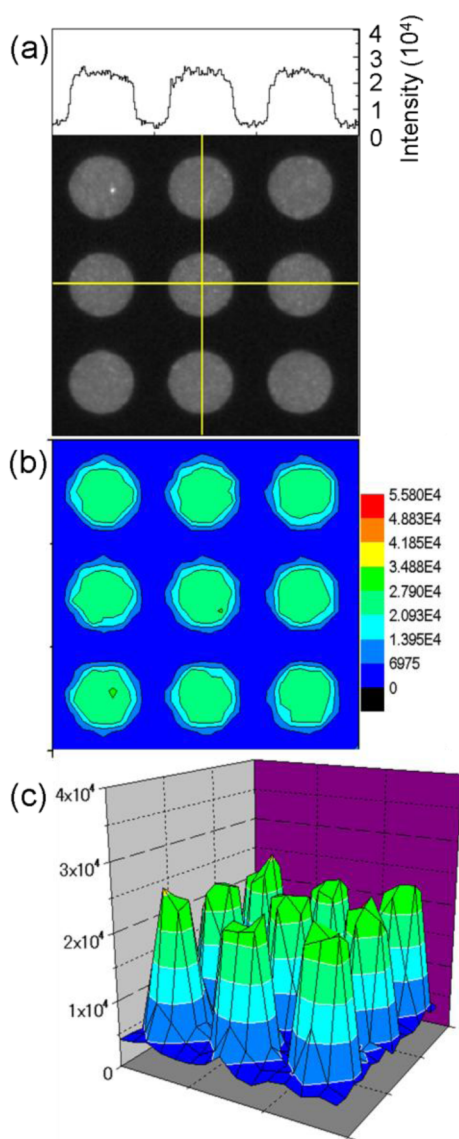 (a)
4
3
2
1
0
Intensity (10⁴)
(b)
5.580E4
4.883E4
4.185E4
3.488E4
2.790E4
2.093E4
1.395E4
6975
0
(c)
4x10⁴
3x10⁴
2x10⁴
1x10⁴
0